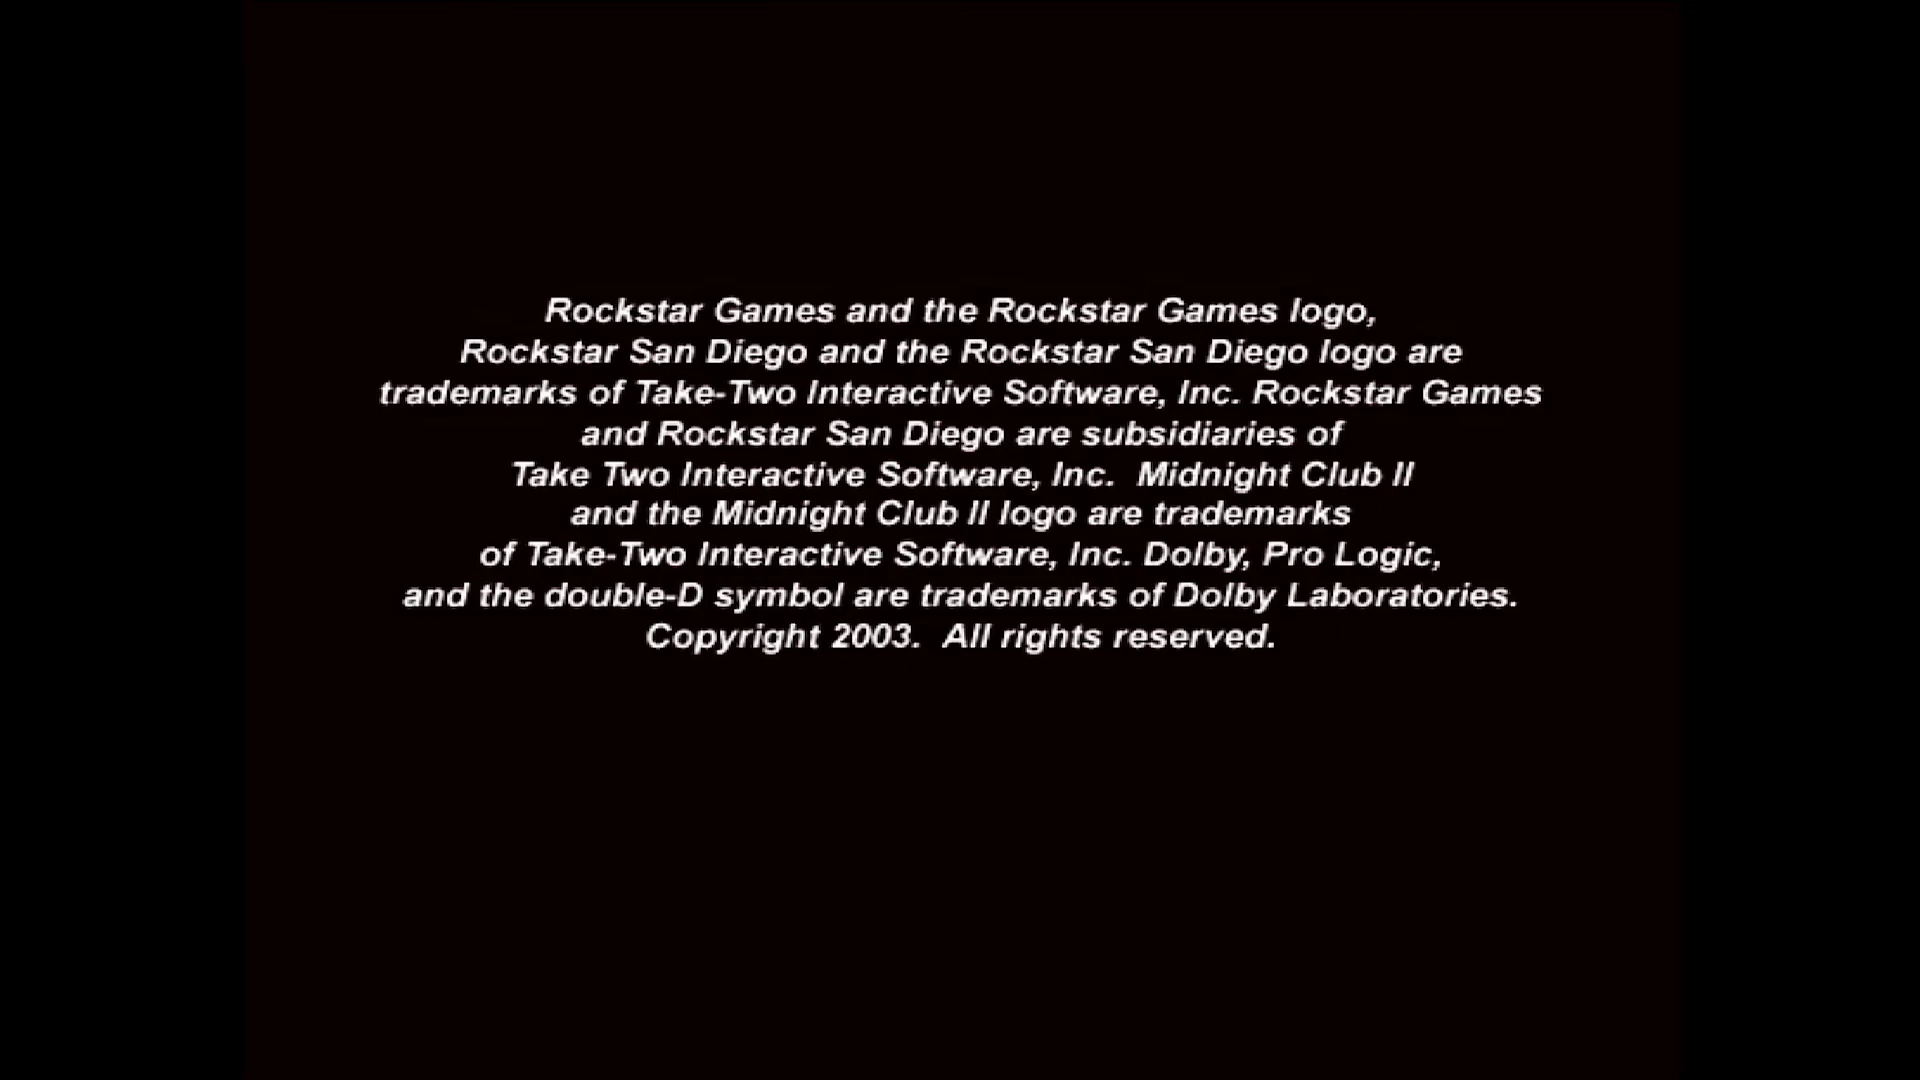 Rockstar Games and the Rockstar Games logo,
Rockstar San Diego and the Rockstar San Diego logo are
trademarks of Take-Two Interactive Software, Inc. Rockstar Games
and Rockstar San Diego are subsidiaries of
Take Two Interactive Software, Inc.  Midnight Club II
and the Midnight Club II logo are trademarks
of Take-Two Interactive Software, Inc. Dolby, Pro Logic,
and the double-D symbol are trademarks of Dolby Laboratories.
Copyright 2003.  All rights reserved.